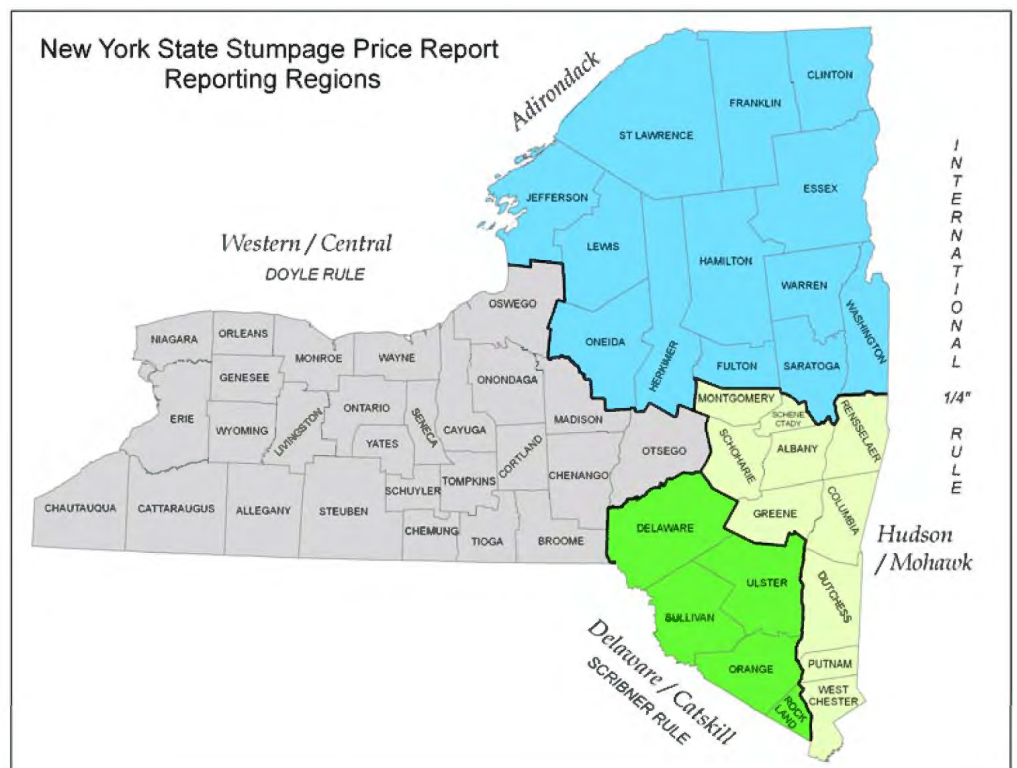 New York State Stumpage Price Report
Reporting Regions
Adirondack
CLINTON
FRANKLIN
ST LAWRENCE
ESSEX
JEFFERSON
LEWIS
HAMILTON
WARREN
WASHINGTON
ONEIDA
HERKIMER
FULTON
SARATOGA
INTERNATIONAL
1/4"
RULE
Western / Central
DOYLE RULE
OSWEGO
NIAGARA
ORLEANS
MONROE
WAYNE
GENESEE
ONONDAGA
MADISON
ERIE
WYOMING
LIVINGSTON
ONTARIO
SENECA
CAYUGA
YATES
CORTLAND
OTSEGO
CHENANGO
TOMPKINS
SCHUYLER
CHAUTAUQUA
CATTARAUGUS
ALLEGANY
STEUBEN
CHEMUNG
TIOGA
BROOME
MONTGOMERY
SCHENE
CTADY
RENSSELAER
SCHOHARIE
ALBANY
GREENE
COLUMBIA
Hudson
/ Mohawk
DUTCHESS
PUTNAM
WEST
CHESTER
DELAWARE
ULSTER
SULLIVAN
ORANGE
ROCK
LAND
Delaware / Catskill
SCRIBNER RULE